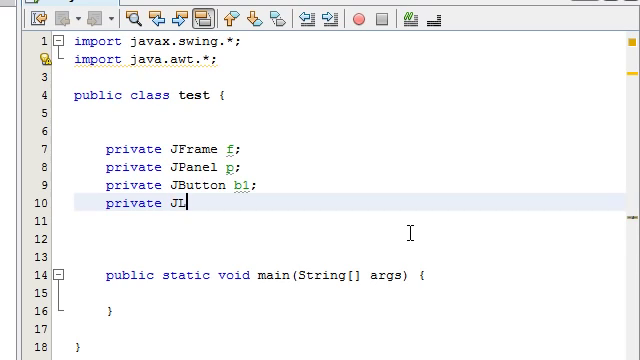 1 import javax.swing.*;
import java.awt.*;
3
4 public class test {
5
6
7 private JFrame f;
8 private JPanel p;
9 private JButton b1;
10 private JL
11
12
13
14 public static void main(String[] args) {
15
16 }
17
18 }